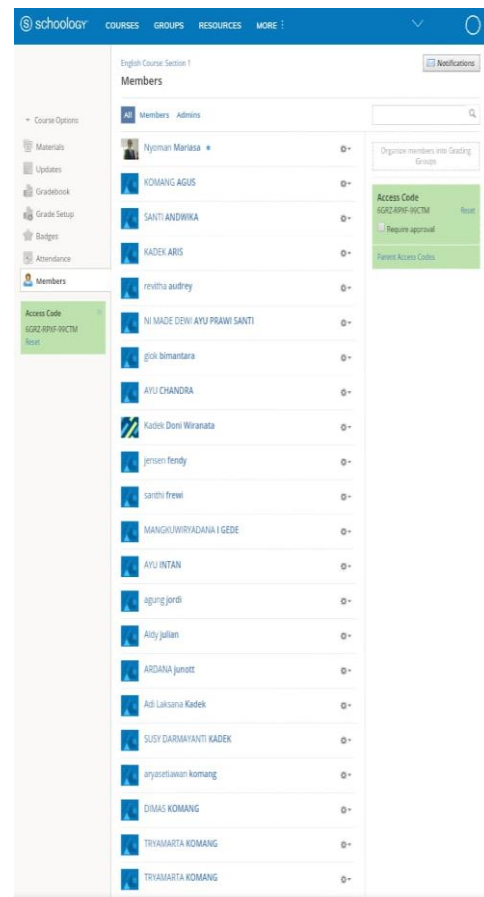 schoology
COURSES GROUPS RESOURCES MORE
English Course: Section 1
Members
Notifications
All Members Admins
Course Options
Materials
Updates
Gradebook
Grade Setup
Badges
Attendance
Members
Access Code
6GRZ-RPXF-99CTM
Reset
Nyoman Mariasa
KOMANG AGUS
SANTI ANDWIKA
KADEK ARIS
revitha audrey
NI MADE DEWI AYU PRAWI SANTI
giok bimantara
AYU CHANDRA
Kadek Doni Wiranata
jensen fendy
santhi frewi
MANGKUWIRYADANA I GEDE
AYU INTAN
agung jordi
Aldy julian
ARDANA junott
Adi Laksana Kadek
SUSY DARMAYANTI KADEK
aryasetiawan komang
DIMAS KOMANG
TRYAMARTA KOMANG
TRYAMARTA KOMANG
Organize members into Grading
Groups
Access Code
6GRZ-RPXF-99CTM Reset
Require approval
Parent Access Codes